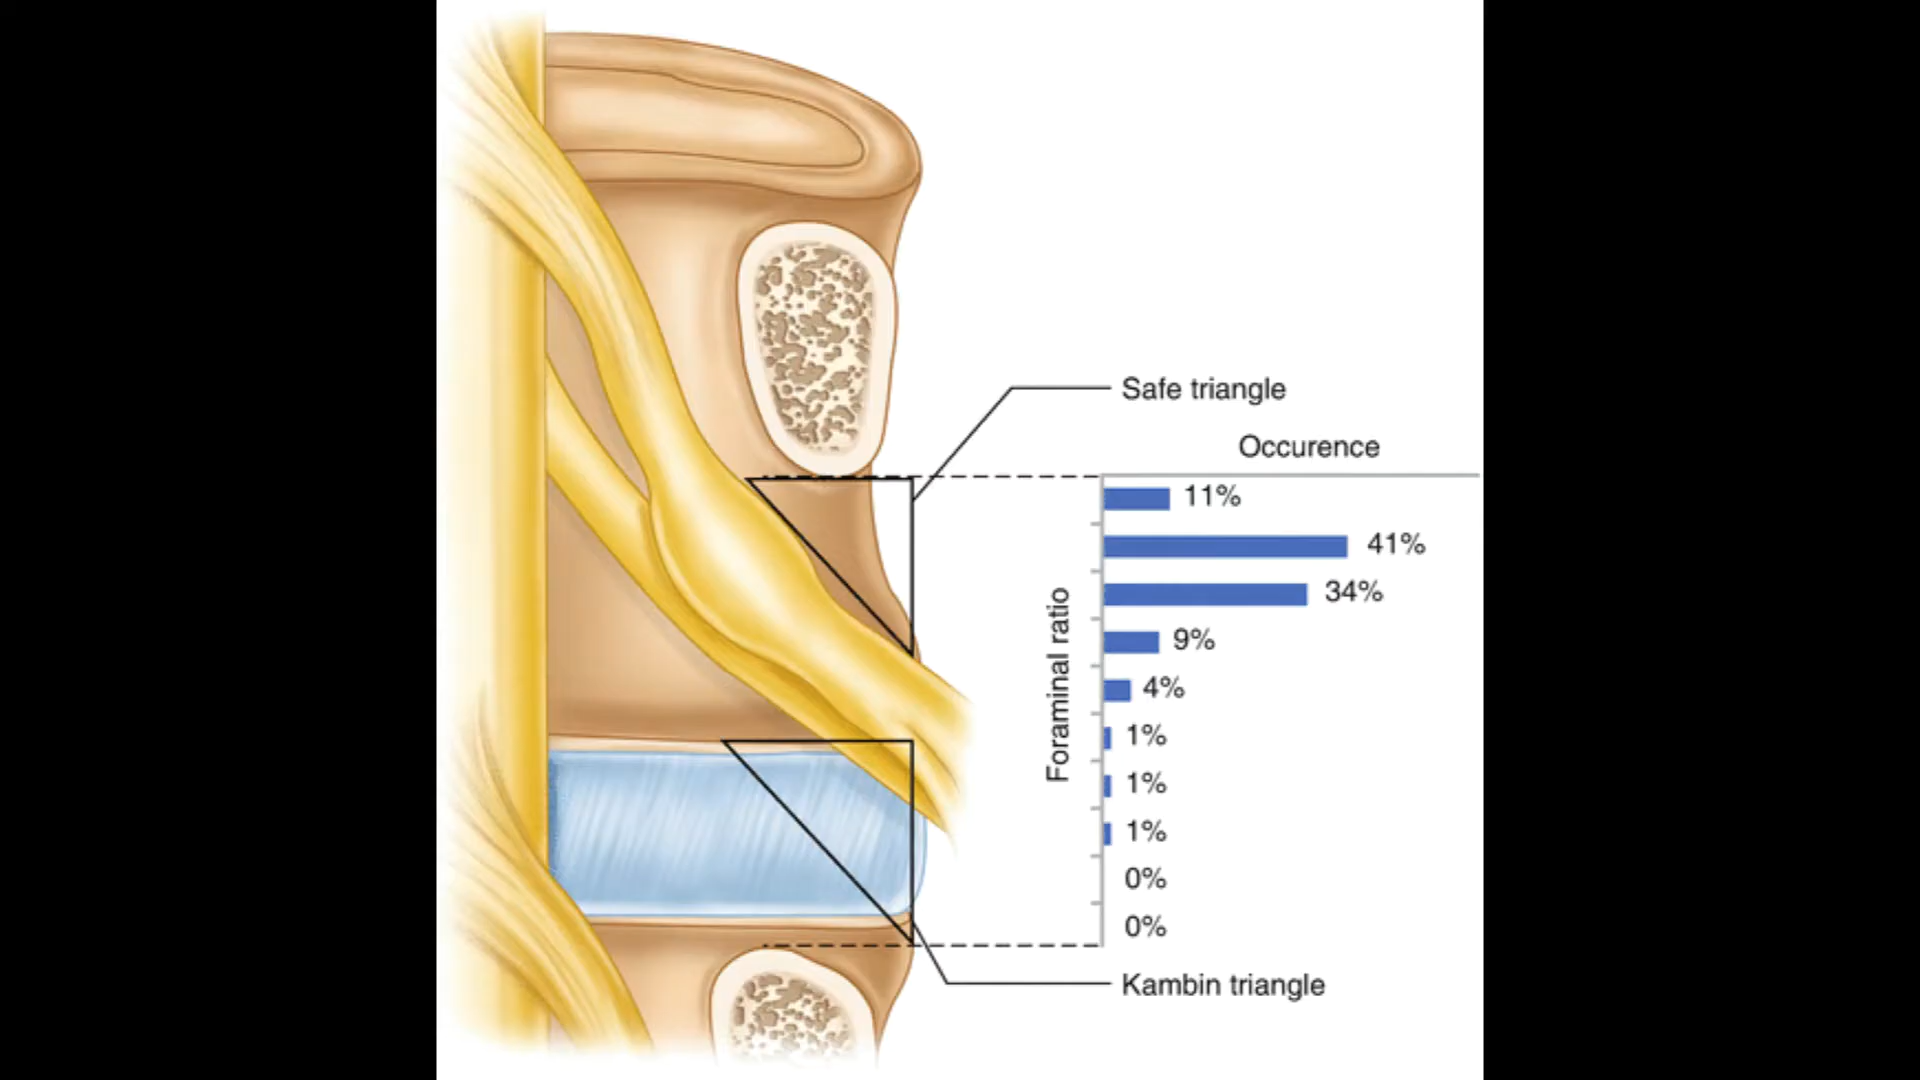 Safe triangle
Occurence
11%
41%
34%
9%
4%
1%
1%
1%
0%
0%
Foraminal ratio
Kambin triangle